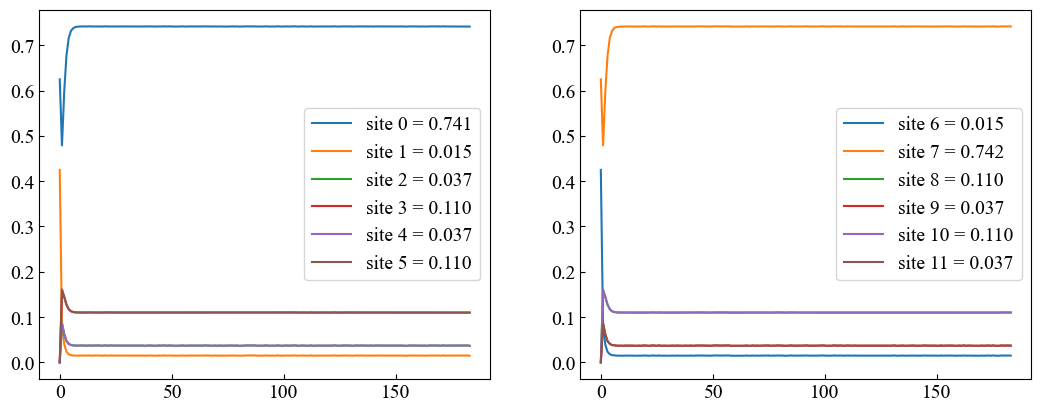 0.7
0.6
0.5
0.4
0.3
0.2
0.1
0.0
site 0 = 0.741
site 1 = 0.015
site 2 = 0.037
site 3 = 0.110
site 4 = 0.037
site 5 = 0.110
0 50 100 150
0.7
0.6
0.5
0.4
0.3
0.2
0.1
0.0
site 6 = 0.015
site 7 = 0.742
site 8 = 0.110
site 9 = 0.037
site 10 = 0.110
site 11 = 0.037
0 50 100 150